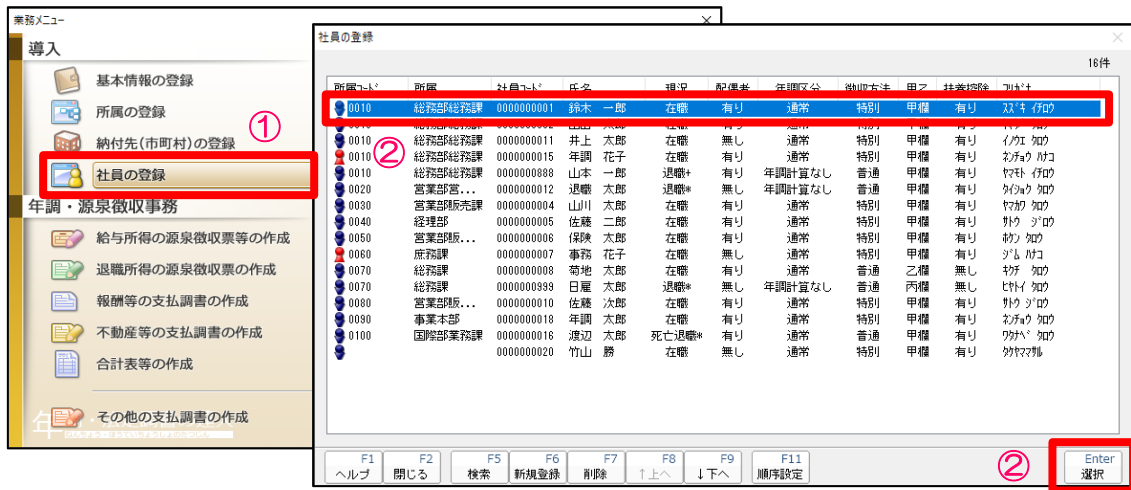 業務メニュー
導入
基本情報の登録
所属の登録
①
納付先(市町村)の登録
社員の登録
年調・源泉徴収事務
給与所得の源泉徴収票等の作成
退職所得の源泉徴収票の作成
報酬等の支払調書の作成
不動産等の支払調書の作成
合計表等の作成
その他の支払調書の作成
社員の登録
16件
所属コード 所属 社員コード 氏名 現況 配偶者 年調区分 徴収方法 甲乙 扶養控除 フリガナ
0010 総務部総務課 0000000001 鈴木 一郎 在職 有り 通常 特別 甲欄 有り スズキ イチロウ
②
0010 総務部総務課 0000000011 井上 太郎 在職 無し 通常 特別 甲欄 有り イノウエ タロウ
0010 総務部総務課 0000000015 年調 花子 在職 有り 通常 特別 甲欄 有り ネンチョウ ハナコ
0010 総務部総務課 0000000888 山本 一郎 退職+ 有り 年調計算なし 普通 甲欄 有り ヤマモト イチロウ
0020 営業部営... 0000000012 退職 太郎 退職* 無し 年調計算なし 普通 甲欄 有り タイショク タロウ
0030 営業部販売課 0000000004 山川 太郎 在職 有り 通常 特別 甲欄 有り ヤマカワ タロウ
0040 経理部 0000000005 佐藤 二郎 在職 有り 通常 特別 甲欄 有り サトウ ジロウ
0050 営業部販... 0000000006 保険 太郎 在職 有り 通常 特別 甲欄 有り ホケン タロウ
0060 庶務課 0000000007 事務 花子 在職 無し 通常 特別 甲欄 有り ジム ハナコ
0070 総務課 0000000008 菊地 太郎 在職 有り 通常 普通 乙欄 無し キクチ タロウ
0070 総務課 0000000999 日雇 太郎 退職* 無し 年調計算なし 普通 丙欄 無し ヒヤトイ タロウ
0080 営業部販... 0000000010 佐藤 次郎 在職 有り 通常 特別 甲欄 有り サトウ ジロウ
0090 事業本部 0000000018 年調 太郎 在職 有り 通常 特別 甲欄 有り ネンチョウ タロウ
0100 国際部業務課 0000000016 渡辺 太郎 死亡退職* 有り 通常 普通 甲欄 有り ワタナベ タロウ
0000000020 竹山 勝 在職 無し 通常 特別 甲欄 有り タケヤママサル
F1 ヘルプ
F2 閉じる
F5 検索
F6 新規登録
F7 削除
F8 ↑上へ
F9 ↓下へ
F11 順序設定
②
Enter 選択